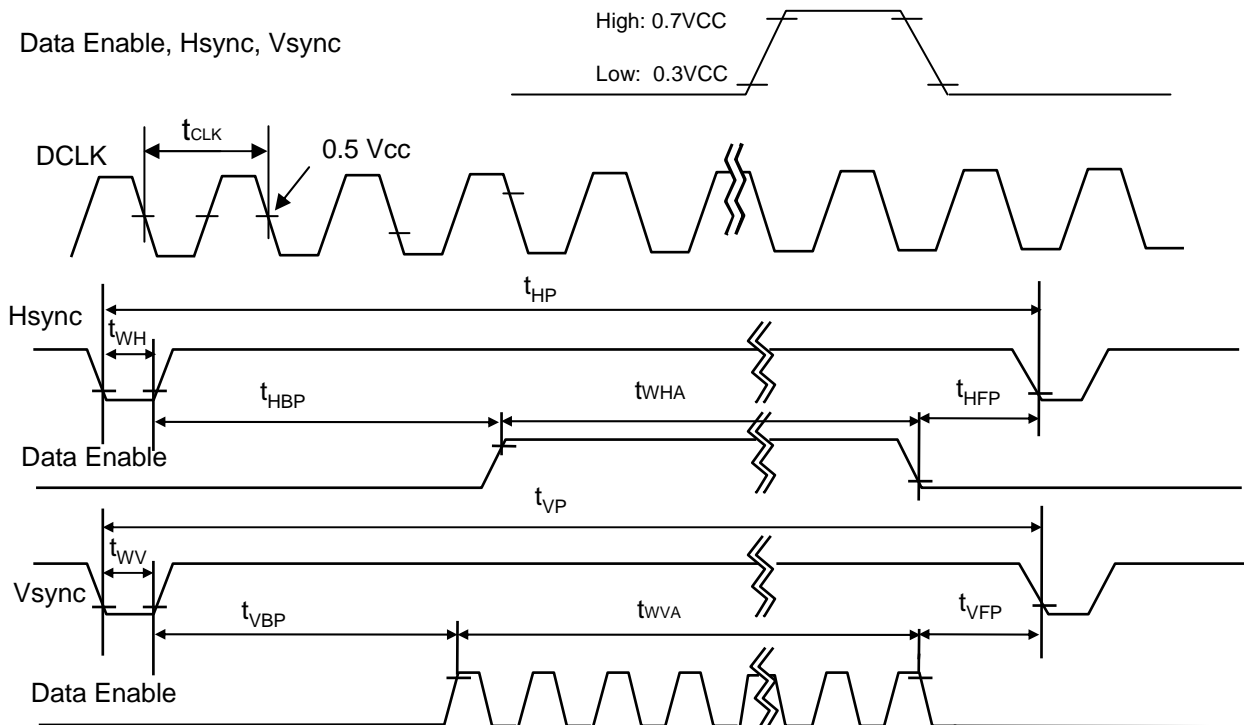 High: 0.7VCC
Data Enable, Hsync, Vsync
Low: 0.3VCC
tCLK
DCLK
0.5 Vcc
tHP
Hsync
tWH
tHBP
tWHA
tHFP
Data Enable
tVP
tWV
Vsync
tVBP
tWVA
tVFP
Data Enable